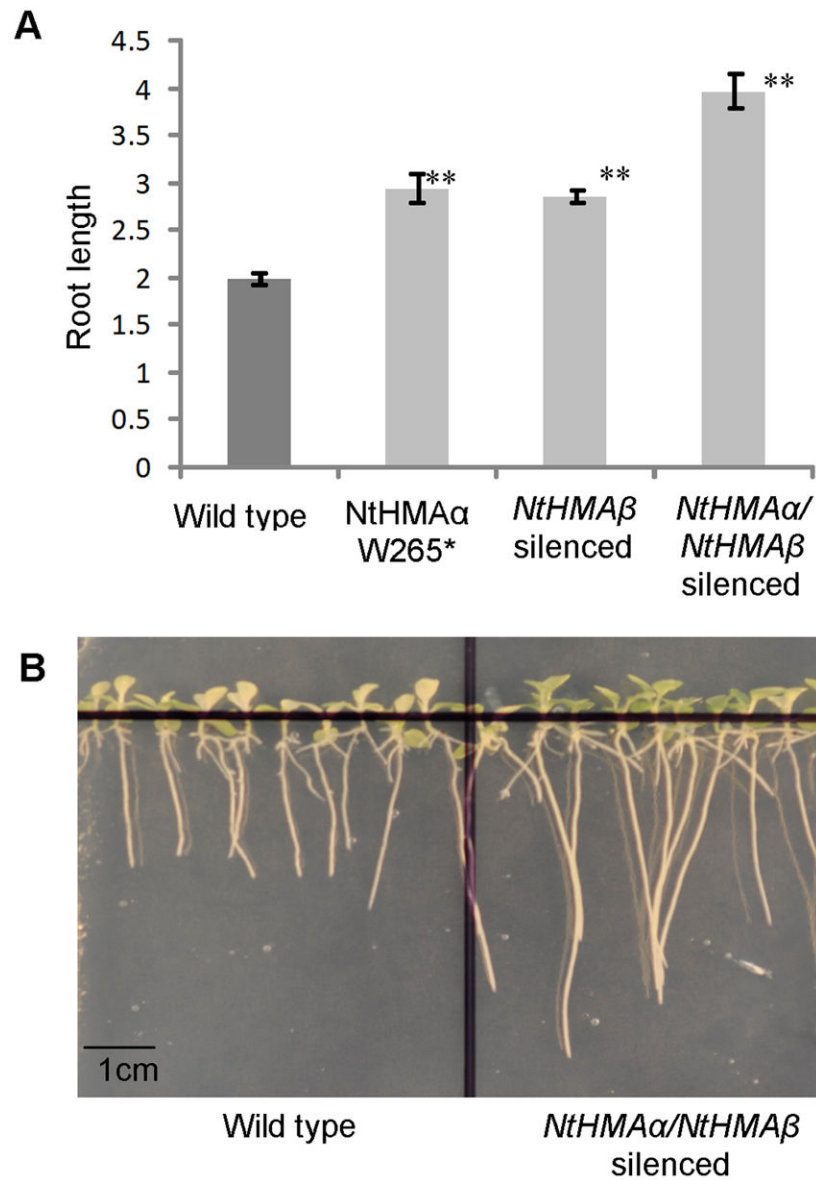 A
4.5
4
3.5
3
2.5
2
1.5
1
0.5
0
Root length
**
**
**
Wild type
NtHMAα
W265*
NtHMAβ
silenced
NtHMAα/
NtHMAβ
silenced
B
1cm
Wild type
NtHMAα/NtHMAβ
silenced